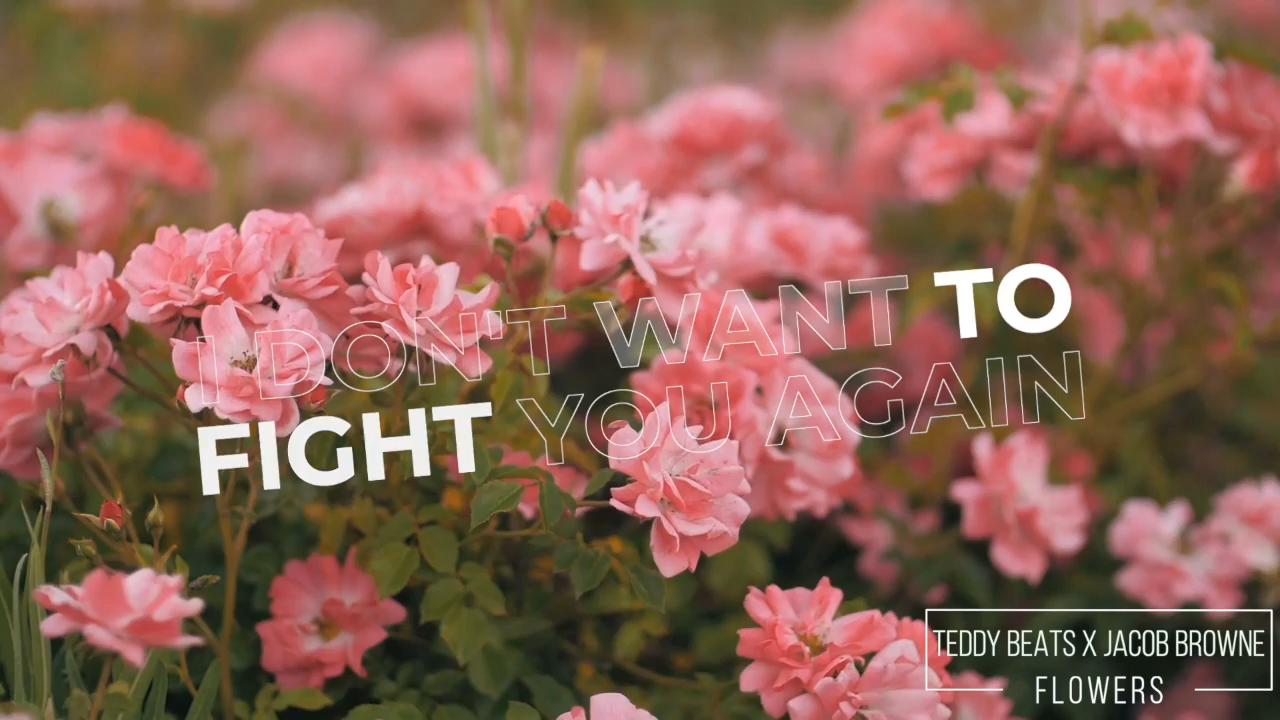 I DON'T WANT TO
FIGHT YOU AGAIN
TEDDY BEATS X JACOB BROWNE
FLOWERS